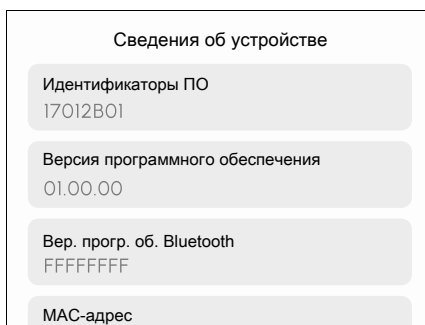 Сведения об устройстве
Идентификаторы ПО
17012B01
Версия программного обеспечения
01.00.00
Вер. прогр. об. Bluetooth
FFFFFFFF
MAC-адрес